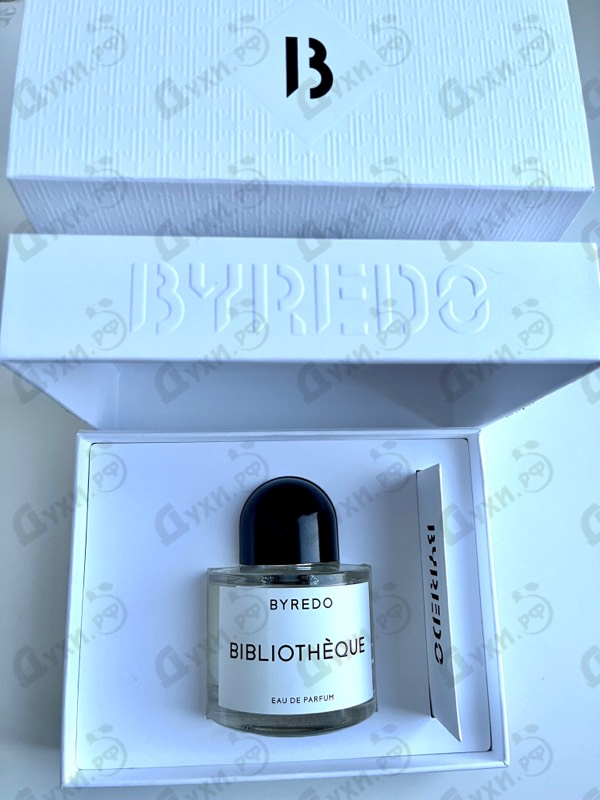 B
BYREDO
BYREDO
BYREDO
BIBLIOTHÈQUE
EAU DE PARFUM
Духи.рф